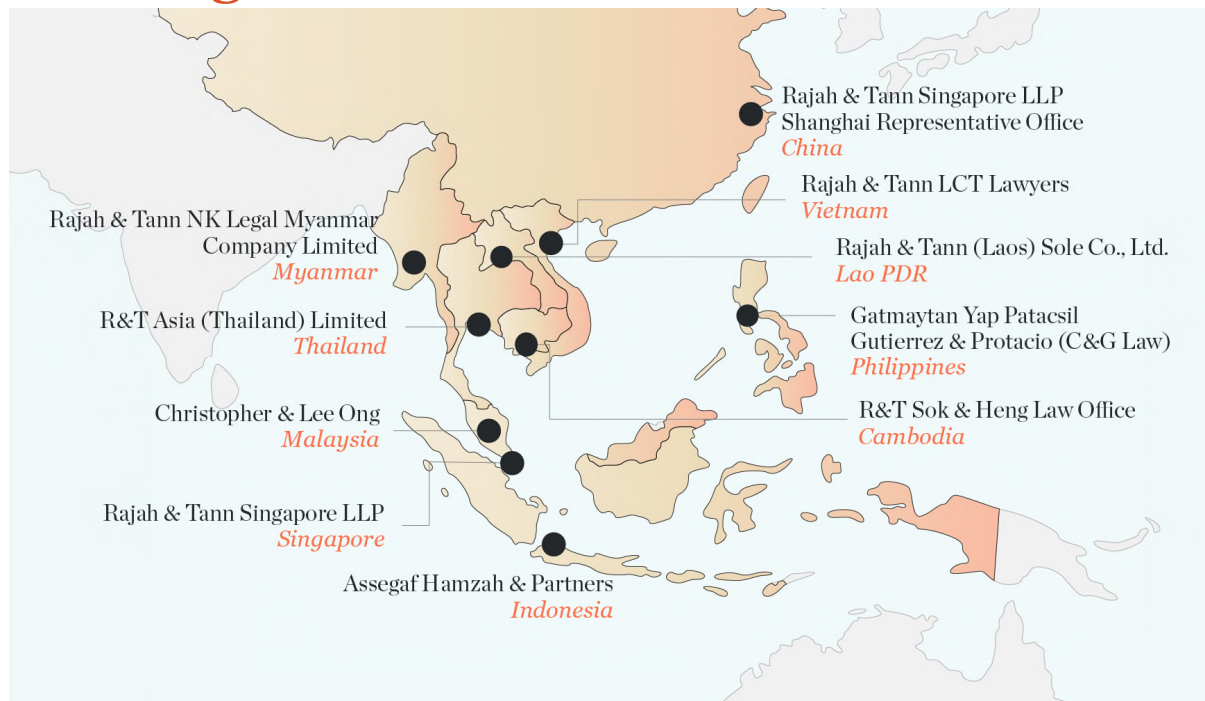 Rajah & Tann Singapore LLP
Shanghai Representative Office
China
Rajah & Tann LCT Lawyers
Vietnam
Rajah & Tann NK Legal Myanmar
Company Limited
Myanmar
Rajah & Tann (Laos) Sole Co., Ltd.
Lao PDR
R&T Asia (Thailand) Limited
Thailand
Gatmaytan Yap Patacsil
Gutierrez & Protacio (C&G Law)
Philippines
Christopher & Lee Ong
Malaysia
R&T Sok & Heng Law Office
Cambodia
Rajah & Tann Singapore LLP
Singapore
Assegaf Hamzah & Partners
Indonesia